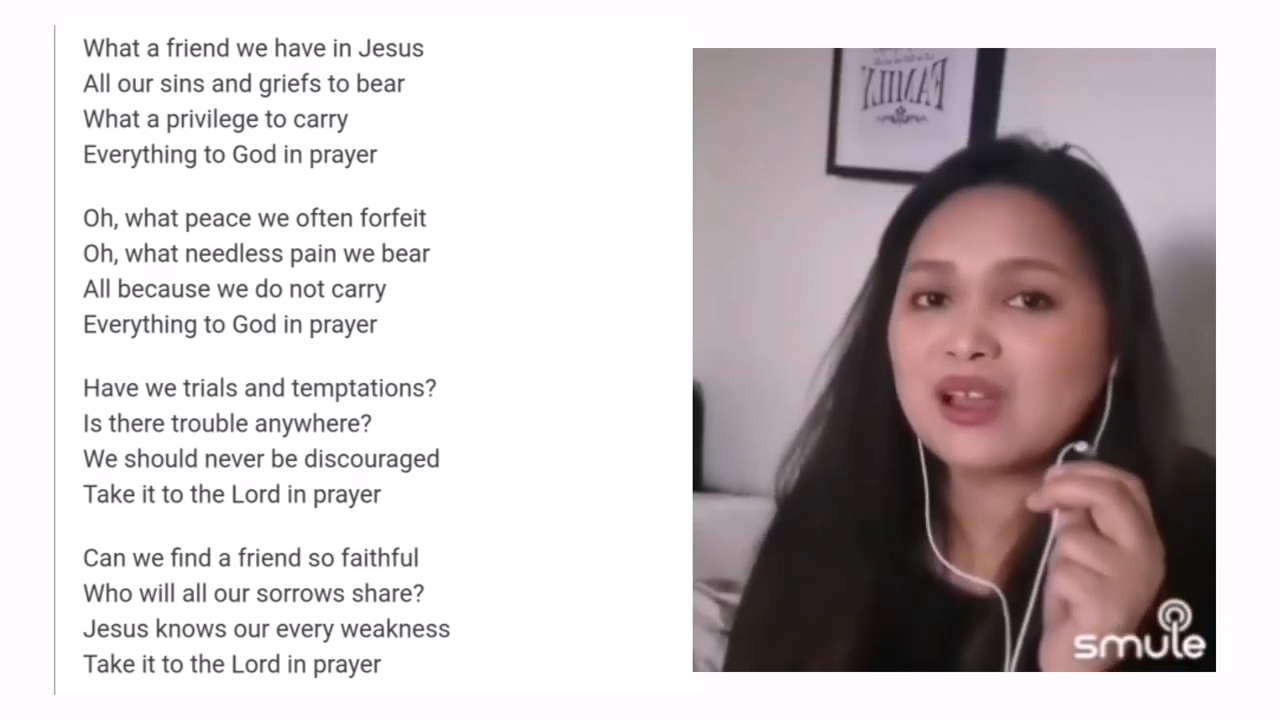 What a friend we have in Jesus
All our sins and griefs to bear
What a privilege to carry
Everything to God in prayer
Oh, what peace we often forfeit
Oh, what needless pain we bear
All because we do not carry
Everything to God in prayer
Have we trials and temptations?
Is there trouble anywhere?
We should never be discouraged
Take it to the Lord in prayer
Can we find a friend so faithful
Who will all our sorrows share?
Jesus knows our every weakness
Take it to the Lord in prayer
FAMILY
smule